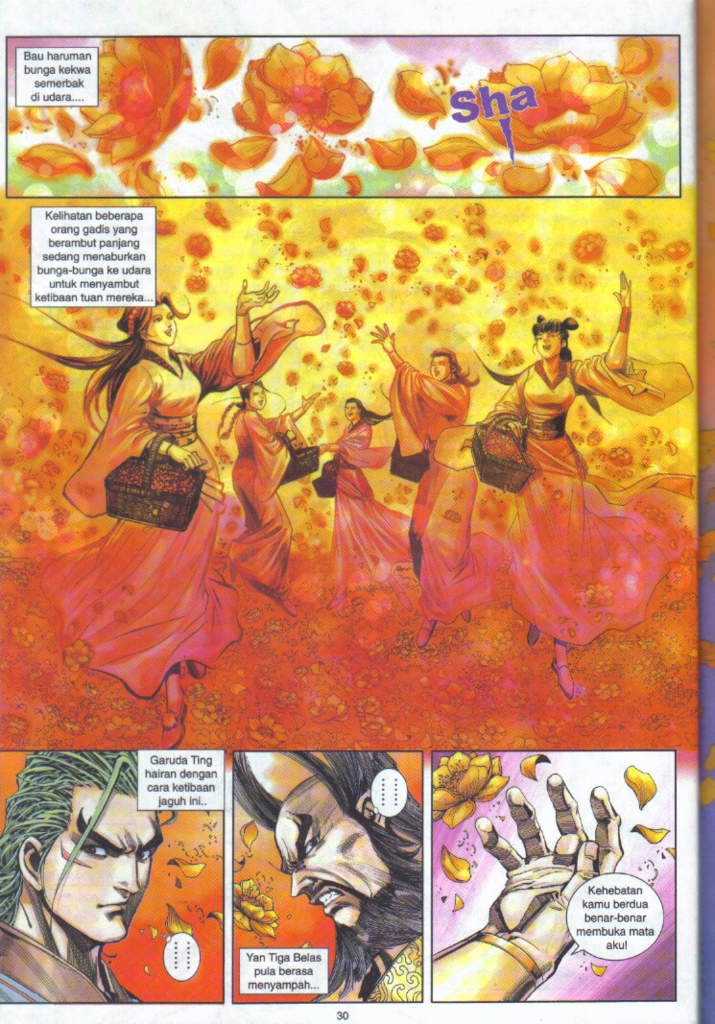 Bau haruman
bunga kekwa
semerbak
di udara....
Sha
Kelihatan beberapa
orang gadis yang
berambut panjang
sedang menaburkan
bunga-bunga ke udara
untuk menyambut
ketibaan tuan mereka...
Garuda Ting
hairan dengan
cara ketibaan
jaguh ini..
Yan Tiga Belas
pula berasa
menyampah...
Kehebatan
kamu berdua
benar-benar
membuka mata
aku!
30